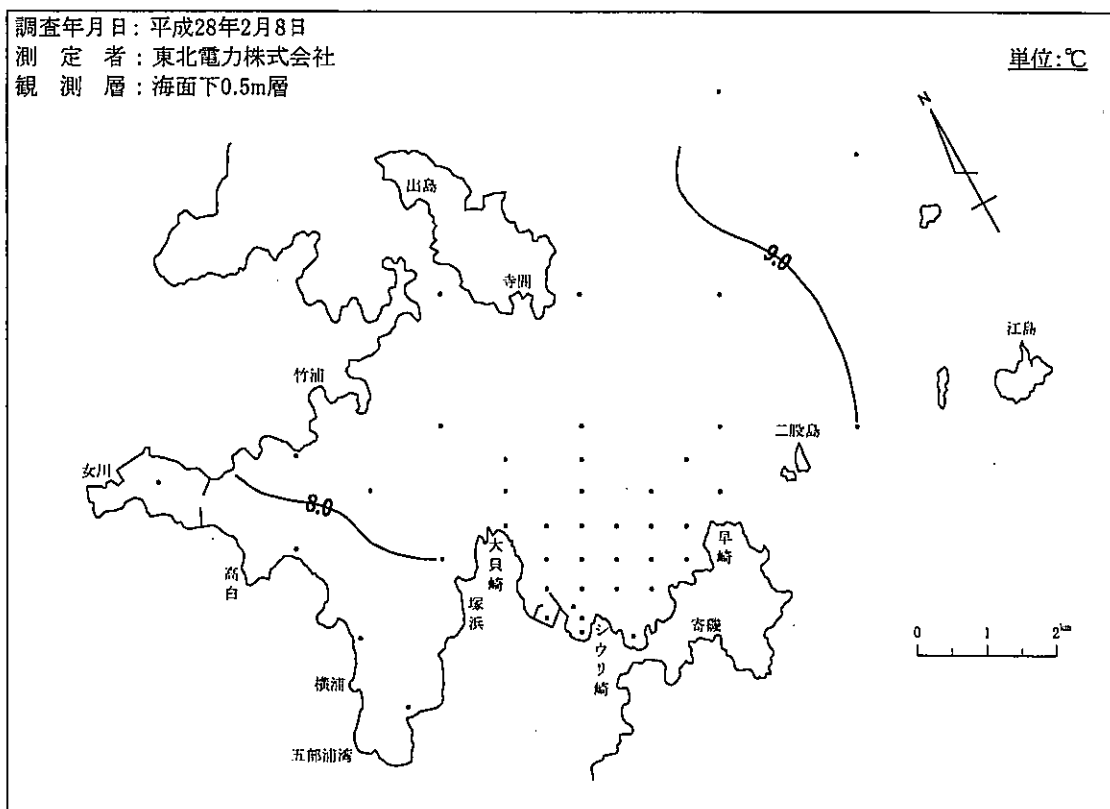 調査年月日：平成28年2月8日
測定者：東北電力株式会社
観測層：海面下0.5m層
単位：℃
N
出島
9.0
寺間
江島
竹浦
二股島
女川
8.0
大貝崎
早崎
高白
塚浜
シウリ崎
寄磯
0 1 2km
横浦
五部浦湾